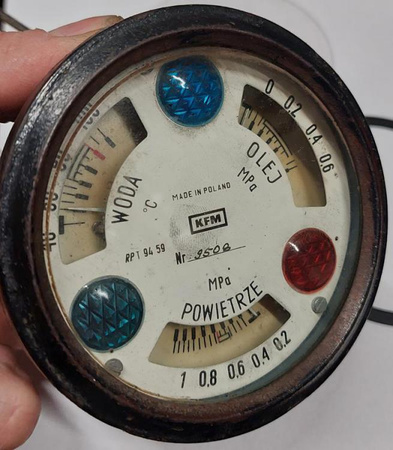 0 0.2 0.4 0.6
OLEJ
MPa
WODA
°C
MADE IN POLAND
KFM
RPT 94 59
Nr 9508
MPa
POWIETRZE
1 0.8 0.6 0.4 0.2